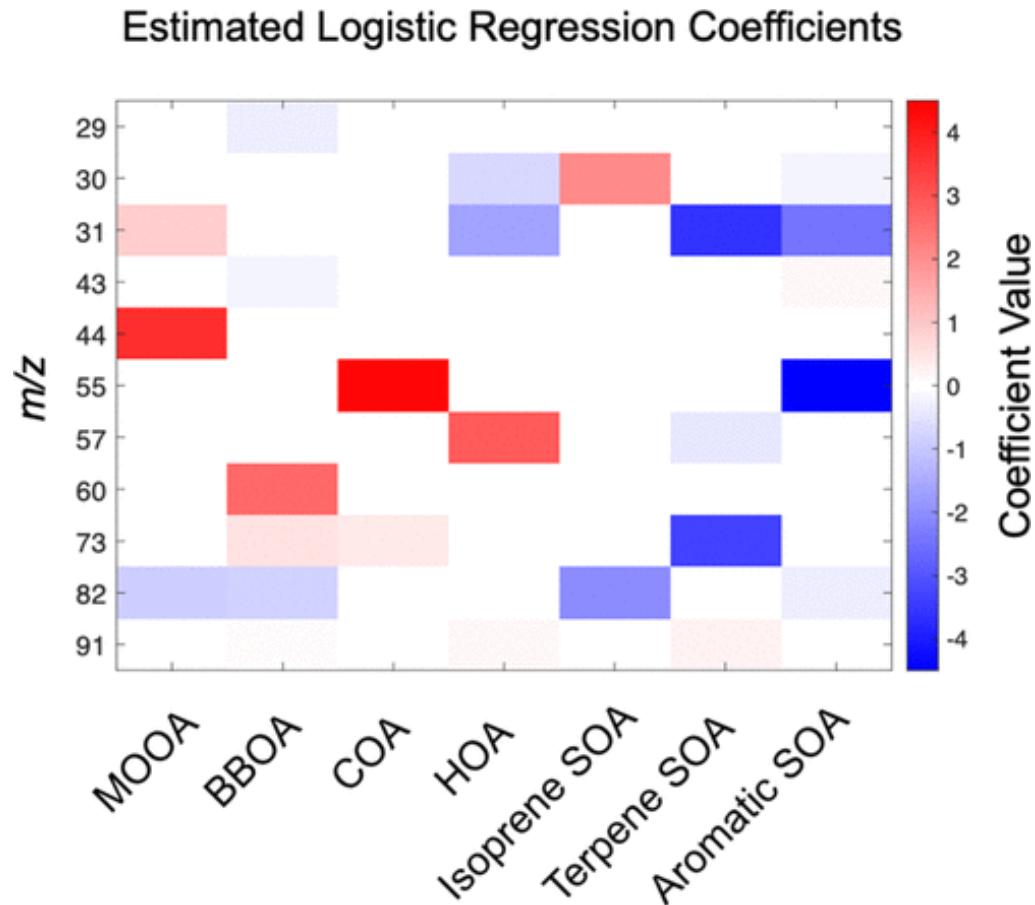 Estimated Logistic Regression Coefficients
m/z
29
30
31
43
44
55
57
60
73
82
91
MOOA
BBOA
COA
HOA
Isoprene SOA
Terpene SOA
Aromatic SOA
4
3
2
1
0
-1
-2
-3
-4
Coefficient Value